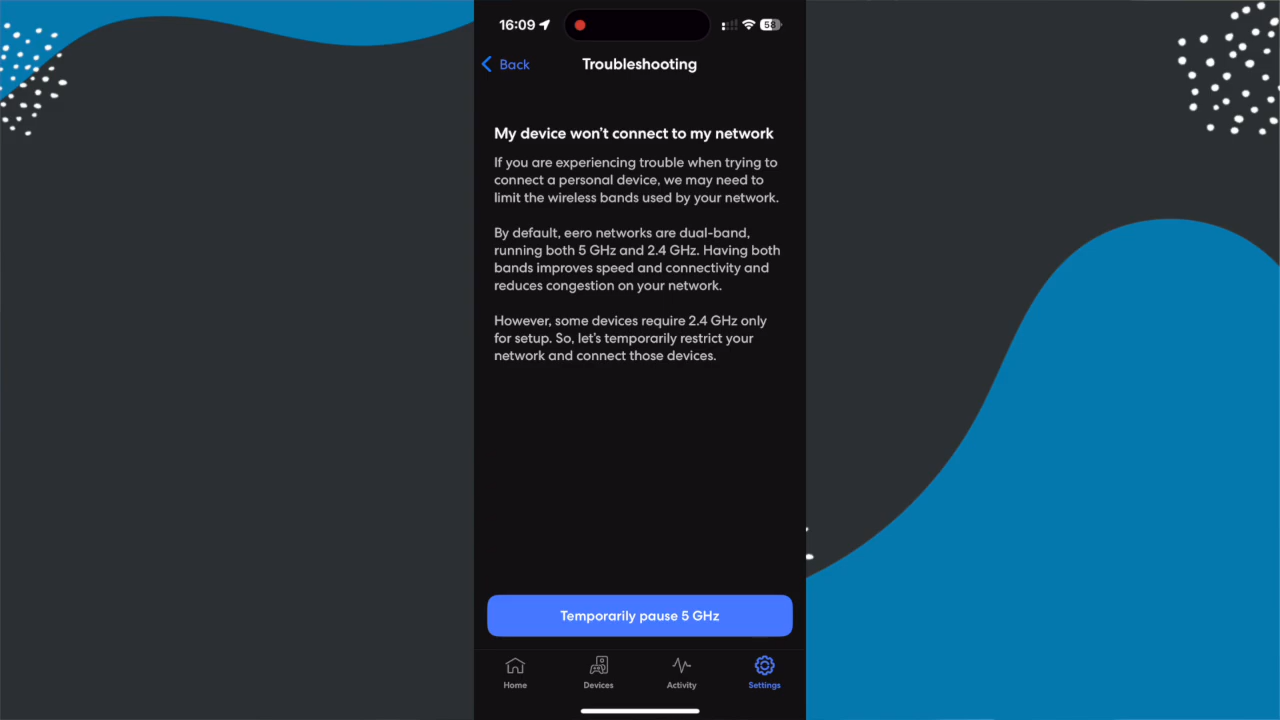 16:09
58
Back
Troubleshooting
My device won’t connect to my network
If you are experiencing trouble when trying to
connect a personal device, we may need to
limit the wireless bands used by your network.
By default, eero networks are dual-band,
running both 5 GHz and 2.4 GHz. Having both
bands improves speed and connectivity and
reduces congestion on your network.
However, some devices require 2.4 GHz only
for setup. So, let’s temporarily restrict your
network and connect those devices.
Temporarily pause 5 GHz
Home
Devices
Activity
Settings